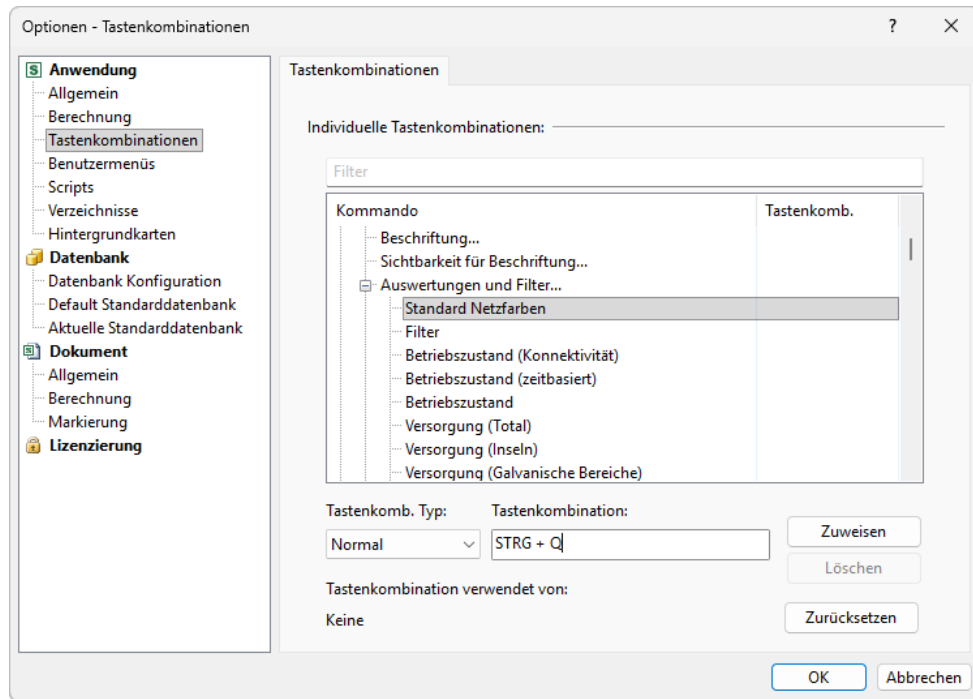 Optionen - Tastenkombinationen
?
Anwendung
Allgemein
Berechnung
Tastenkombinationen
Benutzermenüs
Scripts
Verzeichnisse
Hintergrundkarten
Datenbank
Datenbank Konfiguration
Default Standarddatenbank
Aktuelle Standarddatenbank
Dokument
Allgemein
Berechnung
Markierung
Lizenzierung
Tastenkombinationen
Individuelle Tastenkombinationen:
Filter
Kommando Tastenkomb.
Beschriftung...
Sichtbarkeit für Beschriftung...
Auswertungen und Filter...
Standard Netzfarben
Filter
Betriebszustand (Konnektivität)
Betriebszustand (zeitbasiert)
Betriebszustand
Versorgung (Total)
Versorgung (Inseln)
Versorgung (Galvanische Bereiche)
Tastenkomb. Typ: Tastenkombination:
Normal STRG + Q
Zuweisen
Löschen
Tastenkombination verwendet von:
Keine
Zurücksetzen
OK Abbrechen